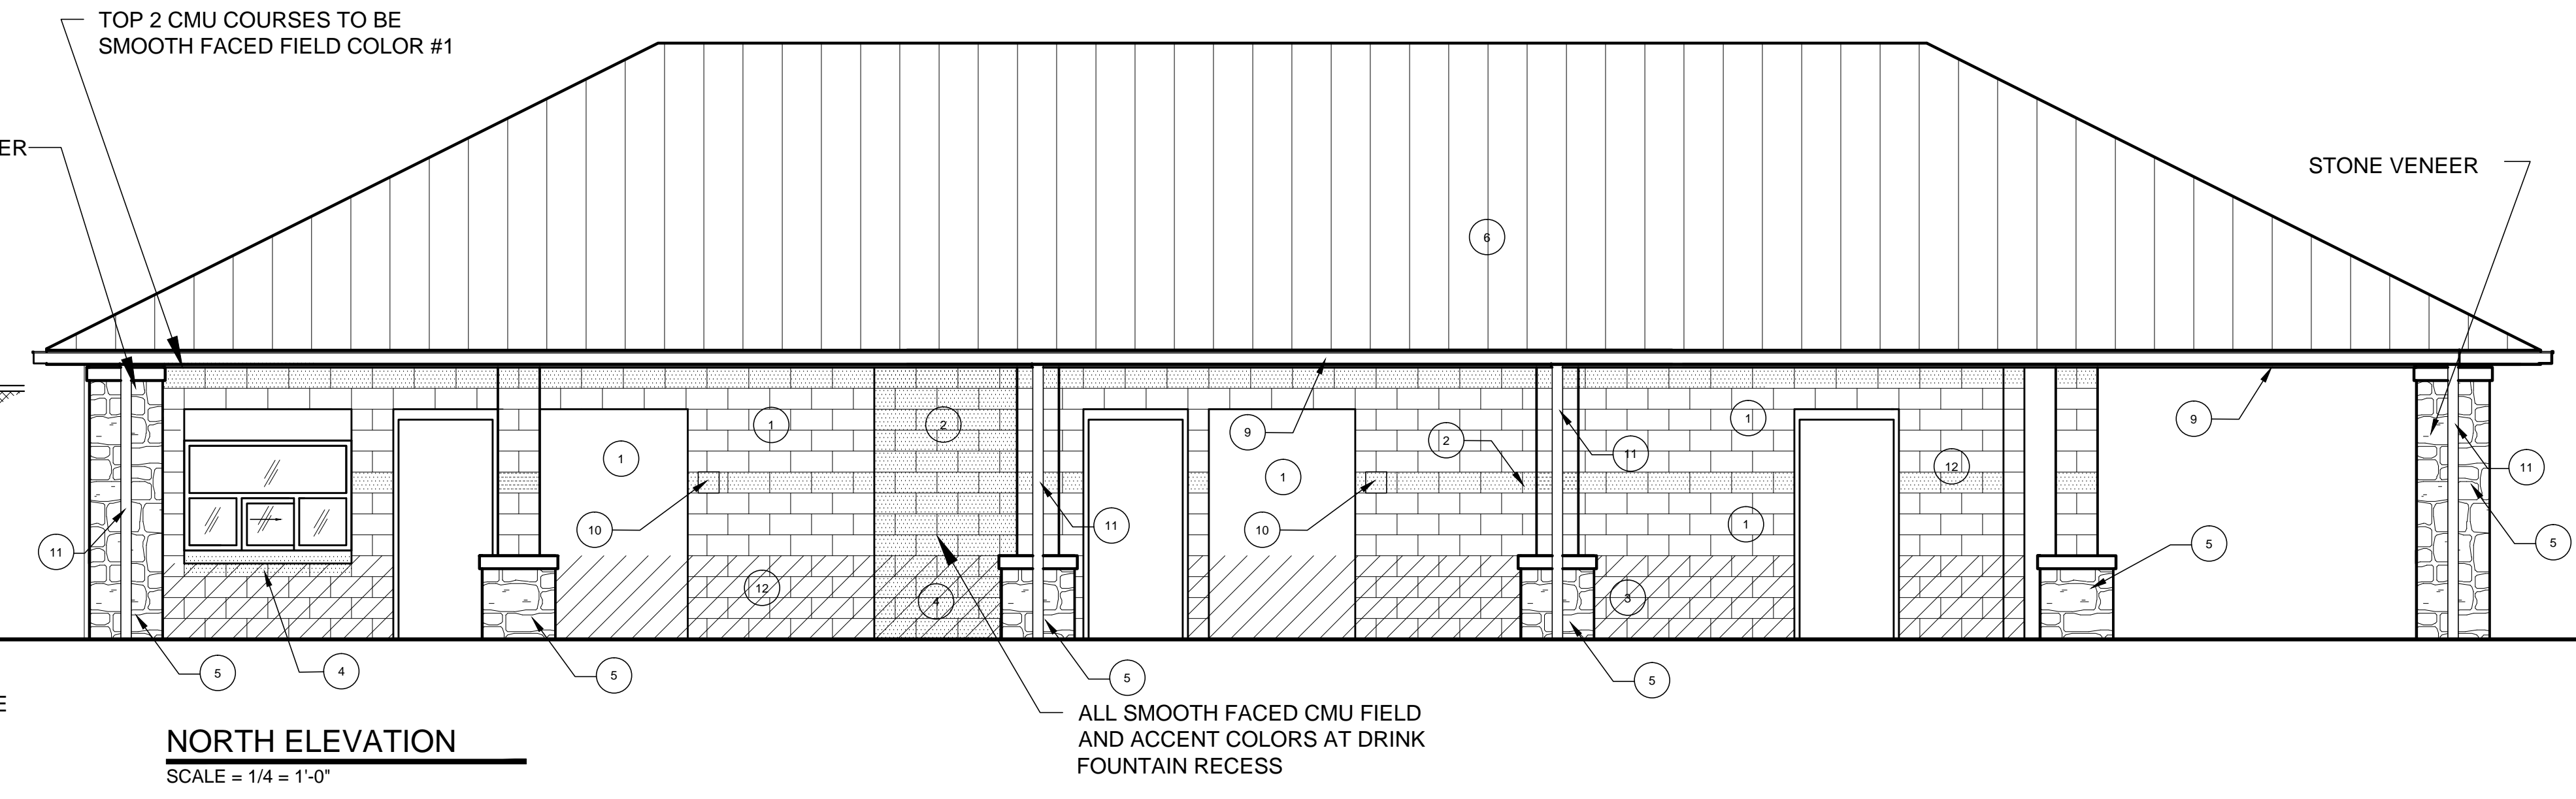 TOP 2 CMU COURSES TO BE
SMOOTH FACED FIELD COLOR #1
ER
STONE VENEER
6
1
2
9
1
9
1
2
11
12
11
1
10
10
11
1
5
5
11
12
4
3
5
4
5
5
5
E
ALL SMOOTH FACED CMU FIELD
AND ACCENT COLORS AT DRINK
FOUNTAIN RECESS
NORTH ELEVATION
SCALE = 1/4 = 1'-0"